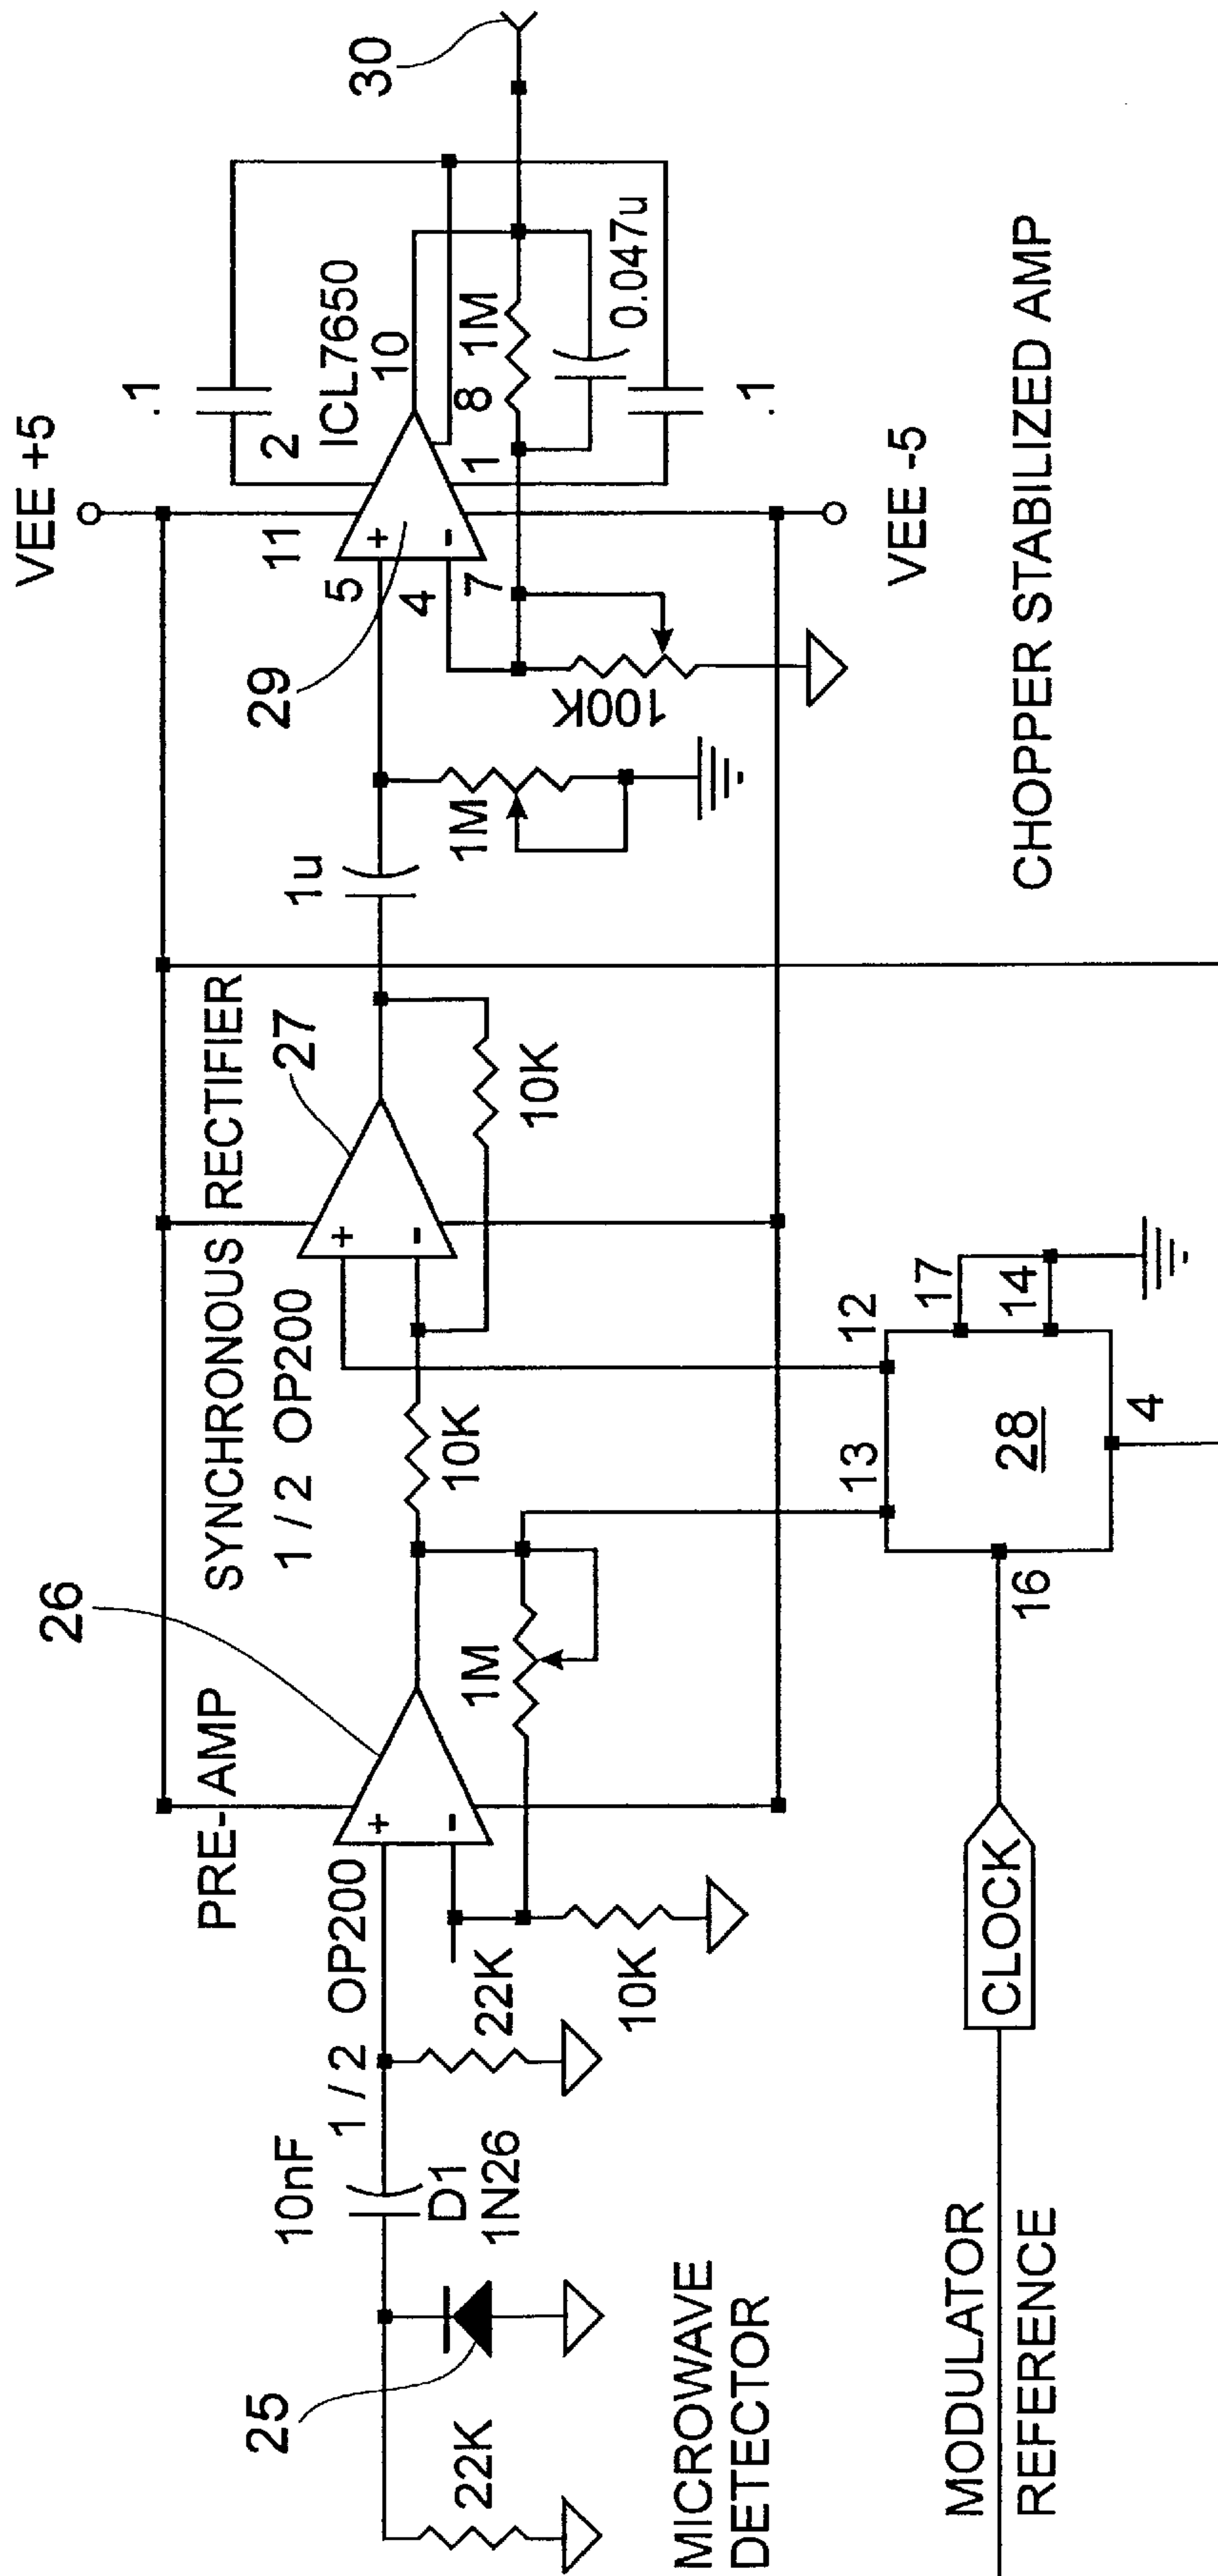 VEE +5
.1
11
2
ICL7650
10
30
29
5
4
7
1
8
1M
0.047u
.1
100K
VEE -5
CHOPPER STABILIZED AMP
1u
1M
SYNCHRONOUS RECTIFIER
1 / 2 OP200
27
10K
10K
26
PRE-AMP
1 / 2 OP200
1M
22K
10K
10nF
D1
1N26
25
22K
MICROWAVE
DETECTOR
12
13
17
14
28
16
4
CLOCK
MODULATOR
REFERENCE